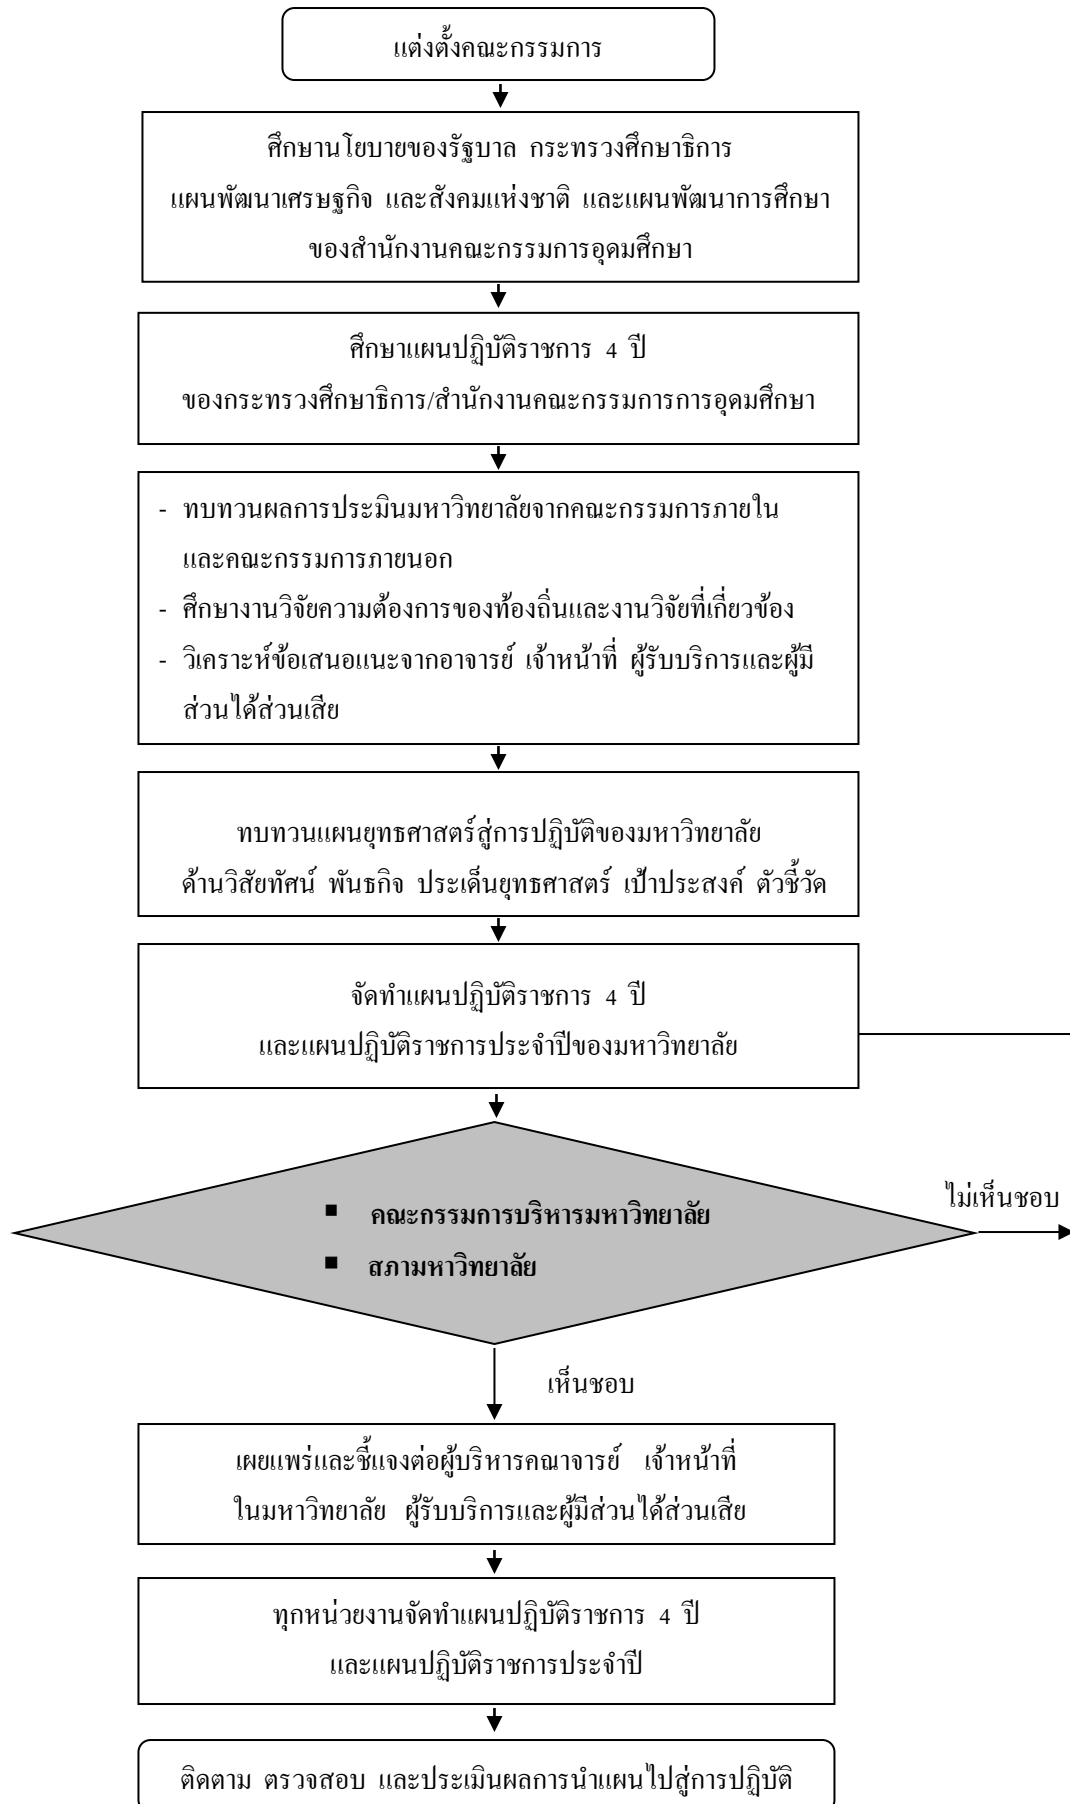 แต่งตั้งคณะกรรมการ
ศึกษานโยบายของรัฐบาล กระทรวงศึกษาธิการ
แผนพัฒนาเศรษฐกิจ และสังคมแห่งชาติ และแผนพัฒนาการศึกษา
ของสำนักงานคณะกรรมการอุดมศึกษา
ศึกษาแผนปฏิบัติราชการ 4 ปี
ของกระทรวงศึกษาธิการ/สำนักงานคณะกรรมการการอุดมศึกษา
- ทบทวนผลการประมินมหาวิทยาลัยจากคณะกรรมการภายใน
และคณะกรรมการภายนอก
- ศึกษางานวิจัยความต้องการของท้องถิ่นและงานวิจัยที่เกี่ยวข้อง
- วิเคราะห์ข้อเสนอแนะจากอาจารย์ เจ้าหน้าที่ ผู้รับบริการและผู้มี
ส่วนได้ส่วนเสีย
ทบทวนแผนยุทธศาสตร์สู่การปฏิบัติของมหาวิทยาลัย
ด้านวิสัยทัศน์ พันธกิจ ประเด็นยุทธศาสตร์ เป้าประสงค์ ตัวชี้วัด
จัดทำแผนปฏิบัติราชการ 4 ปี
และแผนปฏิบัติราชการประจำปีของมหาวิทยาลัย
ไม่เห็นชอบ
▪ คณะกรรมการบริหารมหาวิทยาลัย
▪ สภามหาวิทยาลัย
เห็นชอบ
เผยแพร่และชี้แจงต่อผู้บริหารคณาจารย์ เจ้าหน้าที่
ในมหาวิทยาลัย ผู้รับบริการและผู้มีส่วนได้ส่วนเสีย
ทุกหน่วยงานจัดทำแผนปฏิบัติราชการ 4 ปี
และแผนปฏิบัติราชการประจำปี
ติดตาม ตรวจสอบ และประเมินผลการนำแผนไปสู่การปฏิบัติ